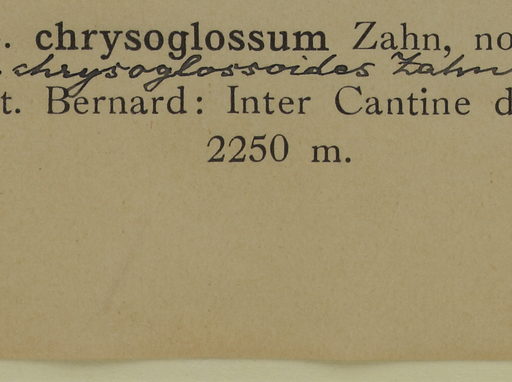 . chrysoglossum Zahn, no
. chrysoglossoides Zahn
t. Bernard: Inter Cantine d
2250 m.